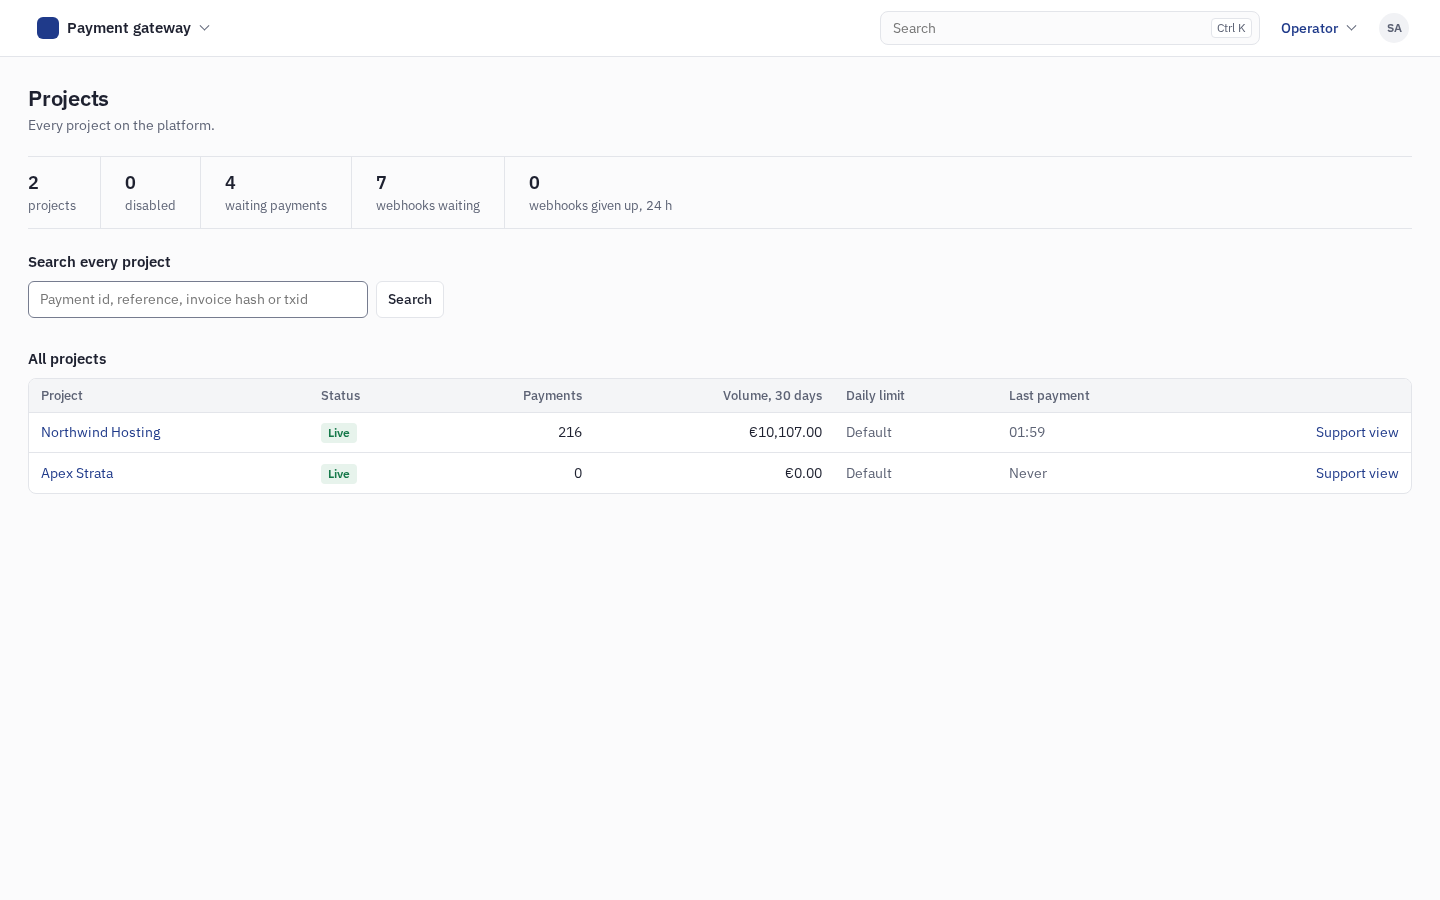 Payment gateway
Search Ctrl K
Operator
SA
Projects
Every project on the platform.
2 0 4 7 0
projects disabled waiting payments webhooks waiting webhooks given up, 24 h
Search every project
Payment id, reference, invoice hash or txid Search
All projects
Project Status Payments Volume, 30 days Daily limit Last payment
Northwind Hosting Live 216 €10,107.00 Default 01:59 Support view
Apex Strata Live 0 €0.00 Default Never Support view